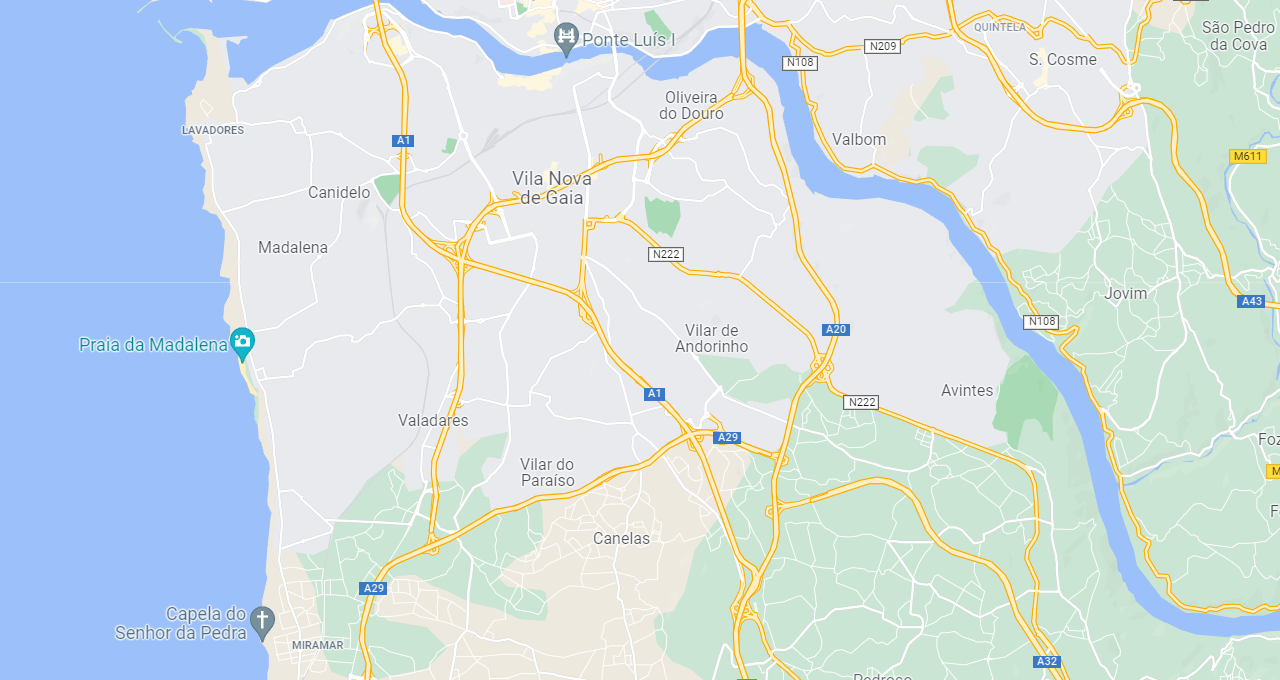 São Pedro
da Cova
QUINTELA
Ponte Luís I
N209
N108
S. Cosme
Oliveira
do Douro
LAVADORES
A1
Valbom
M611
Vila Nova
de Gaia
Canidelo
Madalena
N222
Jovim
A43
N108
A20
Vilar de
Andorinho
Praia da Madalena
A1
Avintes
N222
Valadares
A29
Foz
Vilar do
Paraíso
M
F
Canelas
A29
Capela do
Senhor da Pedra
MIRAMAR
A32
Pedroso